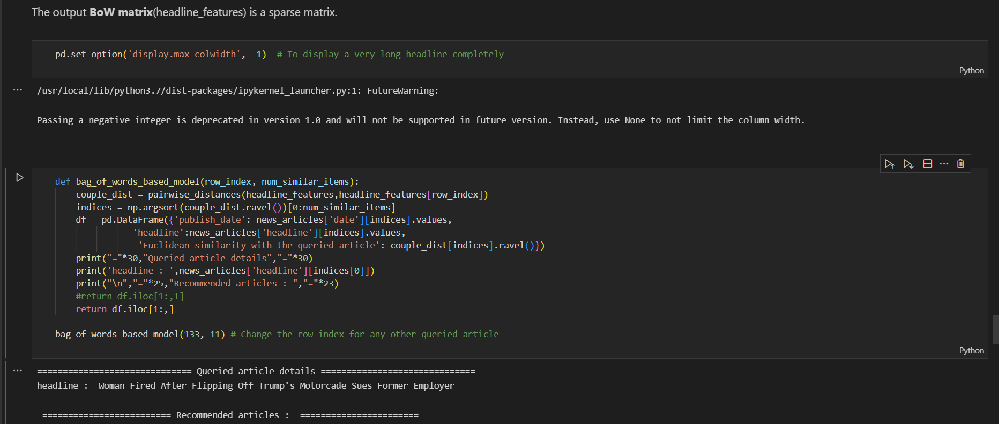 The output BoW matrix(headline_features) is a sparse matrix.
pd.set_option('display.max_colwidth', -1)  # To display a very long headline completely
Python
/usr/local/lib/python3.7/dist-packages/ipykernel_launcher.py:1: FutureWarning:
Passing a negative integer is deprecated in version 1.0 and will not be supported in future version. Instead, use None to not limit the column width.
def bag_of_words_based_model(row_index, num_similar_items):
    couple_dist = pairwise_distances(headline_features,headline_features[row_index])
    indices = np.argsort(couple_dist.ravel())[0:num_similar_items]
    df = pd.DataFrame({'publish_date': news_articles['date'][indices].values,
               'headline':news_articles['headline'][indices].values,
                'Euclidean similarity with the queried article': couple_dist[indices].ravel()})
    print("="*30,"Queried article details","="*30)
    print('headline : ',news_articles['headline'][indices[0]])
    print("\n","="*25,"Recommended articles : ","="*23)
    #return df.iloc[1:,1]
    return df.iloc[1:,]
bag_of_words_based_model(133, 11) # Change the row index for any other queried article
Python
============================== Queried article details ==============================
headline :  Woman Fired After Flipping Off Trump's Motorcade Sues Former Employer
 ========================= Recommended articles :  =======================